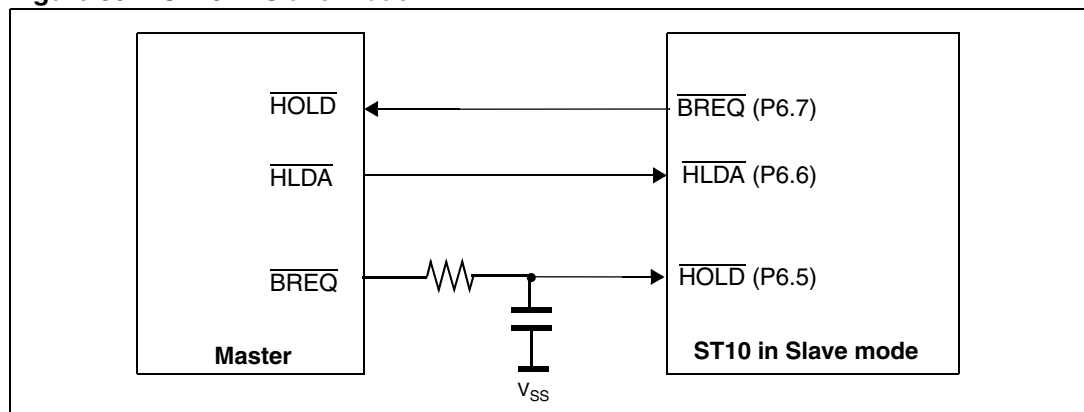 HOLD
BREQ (P6.7)
HLDA
HLDA (P6.6)
BREQ
HOLD (P6.5)
Master
ST10 in Slave mode
VSS